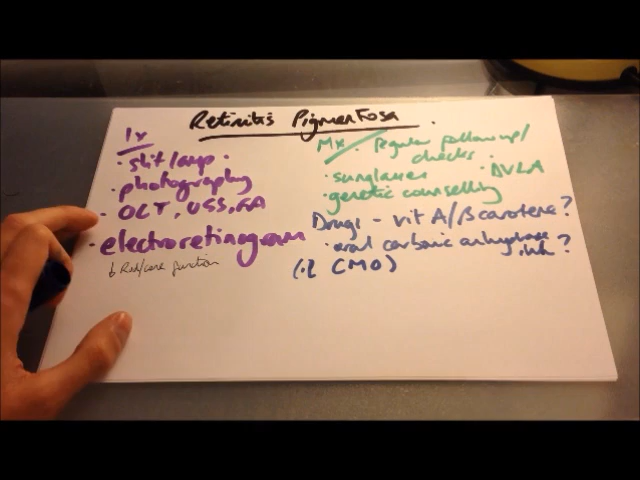 Retinitis Pigmentosa
Ix
· slit lamp ·
· photography
· OCT, USS, FA
· electroretinogram
↓ Rod/cone function
Mx · Regular follow up/
checks
· sunglasses
· DVLA
· genetic counselling
Drugs - vit A/B carotene?
· oral carbonic anhydrase
inh ?
CMO)